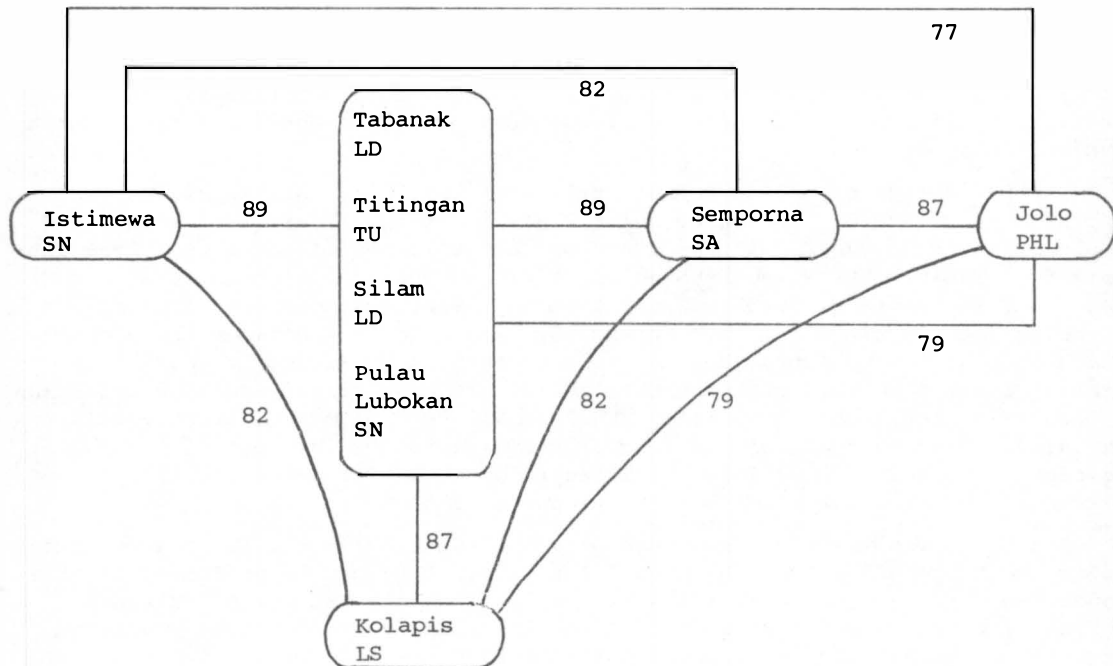 77
82
Tabanak
LD
Titingan
TU
Silam
LD
Pulau
Lubokan
SN
Istimewa
SN
89
89
Semporna
SA
87
Jolo
PHL
79
82
82
79
87
Kolapis
LS